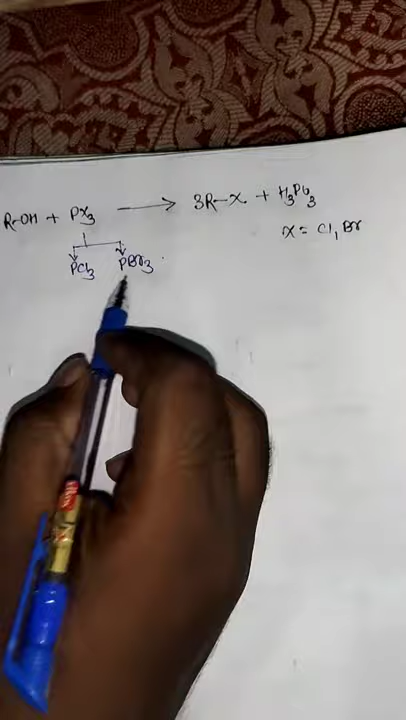 R-OH + PX₃ ⟶ 3R-X + H₃PO₃
X = Cl, Br
PCl₃ PBr₃